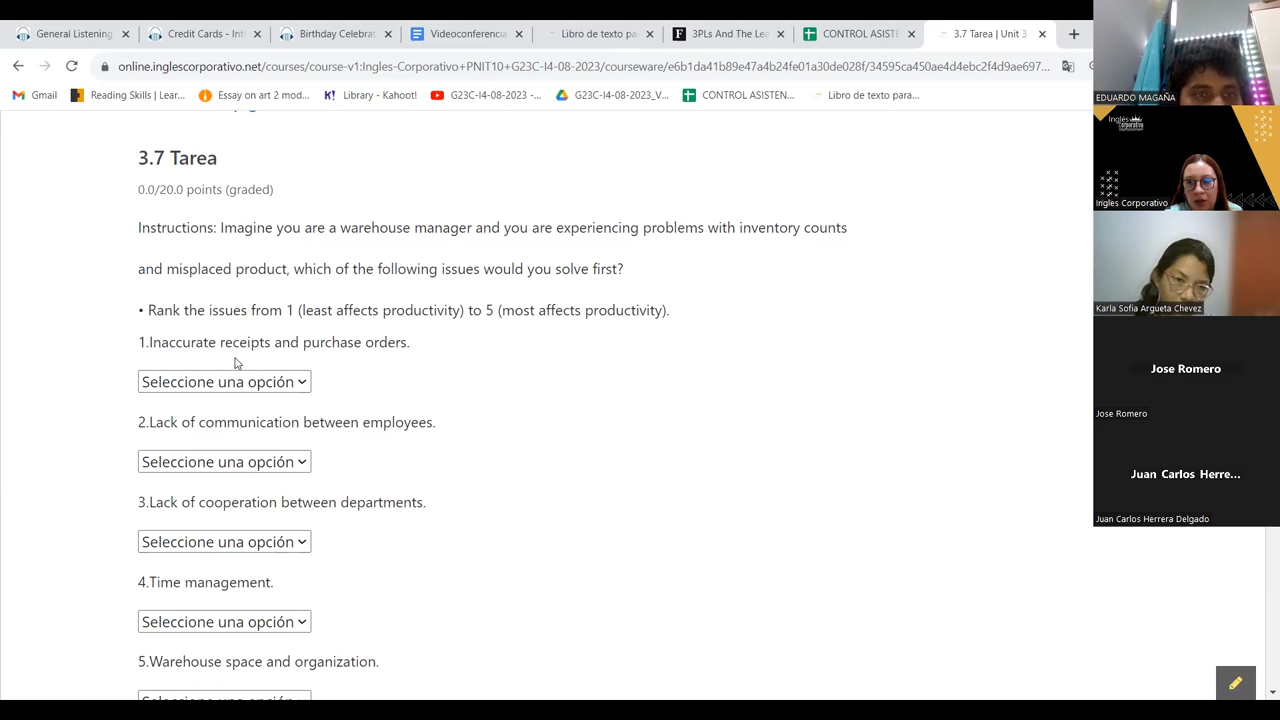 General Listening
Credit Cards - Int
Birthday Celebrat
Videoconferencia
Libro de texto pa
3PLs And The Lea
CONTROL ASISTE
3.7 Tarea | Unit 3
online.inglescorporativo.net/courses/course-v1:Ingles-Corporativo+PNIT10+G23C-I4-08-2023/courseware/e6b1da41b89e47a4b24fe01a30de028f/34595ca450ae4d4ebc2f4d9ae697...
Gmail
Reading Skills | Lear...
Essay on art 2 mod...
Library - Kahoot!
G23C-I4-08-2023 -...
G23C-I4-08-2023_V...
CONTROL ASISTEN...
Libro de texto para...
3.7 Tarea
0.0/20.0 points (graded)
Instructions: Imagine you are a warehouse manager and you are experiencing problems with inventory counts
and misplaced product, which of the following issues would you solve first?
• Rank the issues from 1 (least affects productivity) to 5 (most affects productivity).
1.Inaccurate receipts and purchase orders.
Seleccione una opción
2.Lack of communication between employees.
Seleccione una opción
3.Lack of cooperation between departments.
Seleccione una opción
4.Time management.
Seleccione una opción
5.Warehouse space and organization.
Seleccione una opción
EDUARDO MAGAÑA
Inglés
Corporativo
Ingles Corporativo
Karla Sofia Argueta Chevez
Jose Romero
Jose Romero
Juan Carlos Herre...
Juan Carlos Herrera Delgado